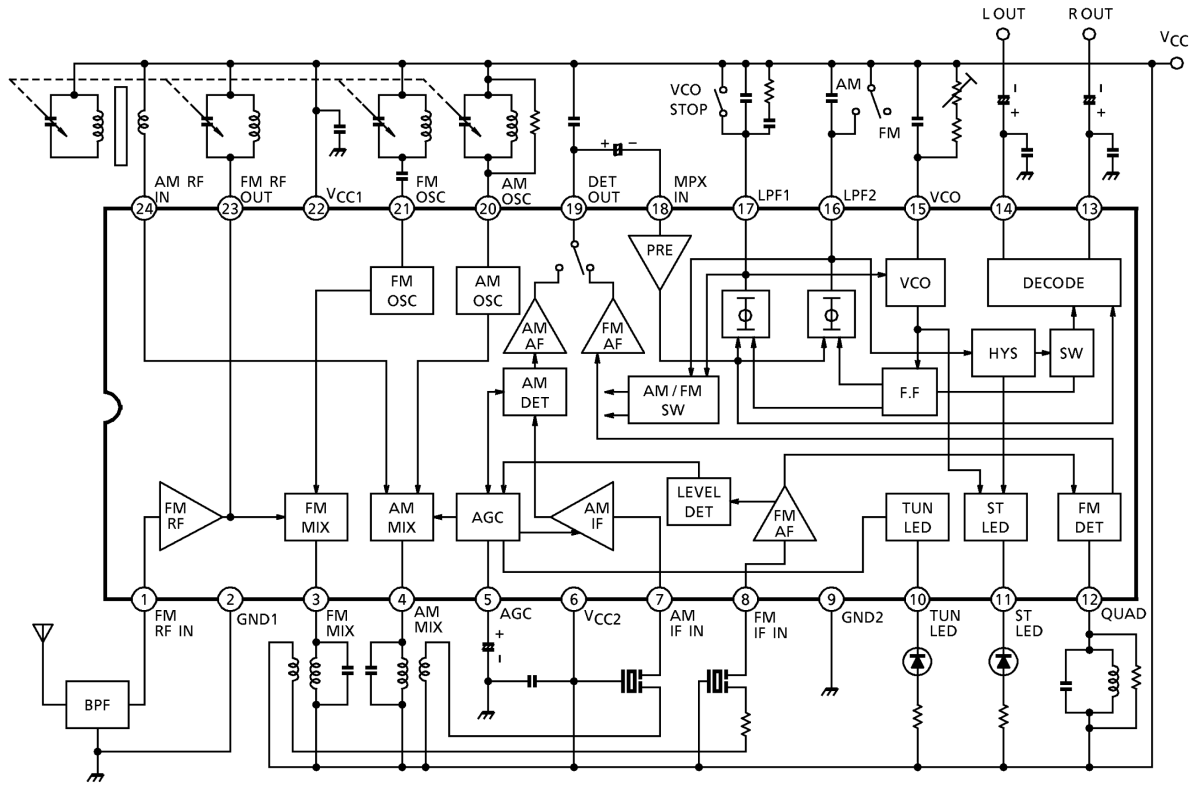 L OUT
R OUT
VCC
VCO
STOP
AM
FM
+ −
−
+
−
+
AM RF
IN
FM RF
OUT
VCC1
FM
OSC
AM
OSC
DET
OUT
MPX
IN
LPF1
LPF2
VCO
24
23
22
21
20
19
18
17
16
15
14
13
PRE
FM
OSC
AM
OSC
VCO
DECODE
AM
AF
FM
AF
HYS
SW
AM
DET
AM / FM
SW
F.F
FM
RF
FM
MIX
AM
MIX
AGC
AM
IF
LEVEL
DET
FM
AF
TUN
LED
ST
LED
FM
DET
1
2
3
4
5
6
7
8
9
10
11
12
FM
RF IN
GND1
FM
MIX
AM
MIX
AGC
VCC2
AM
IF IN
FM
IF IN
GND2
TUN
LED
ST
LED
QUAD
+
−
BPF